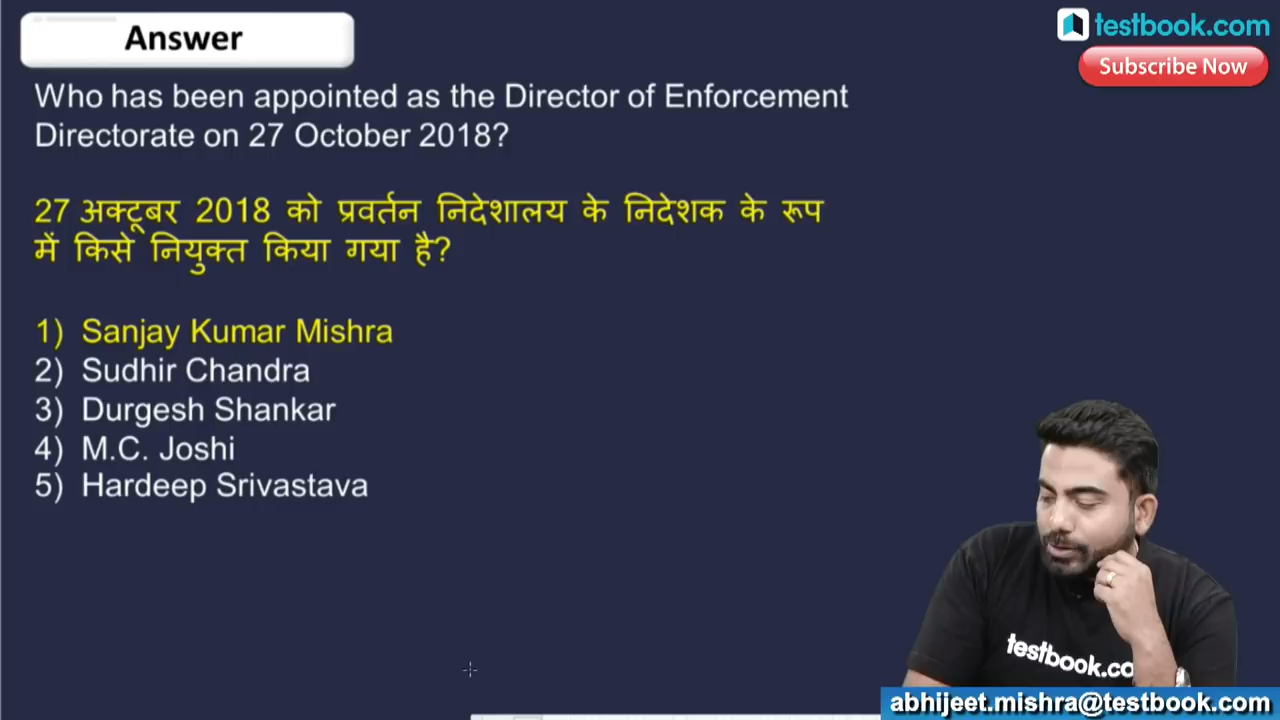 Answer
testbook.com
Subscribe Now
Who has been appointed as the Director of Enforcement
Directorate on 27 October 2018?
27 अक्टूबर 2018 को प्रवर्तन निदेशालय के निदेशक के रूप
में किसे नियुक्त किया गया है?
1) Sanjay Kumar Mishra
2) Sudhir Chandra
3) Durgesh Shankar
4) M.C. Joshi
5) Hardeep Srivastava
testbook.co
abhijeet.mishra@testbook.com